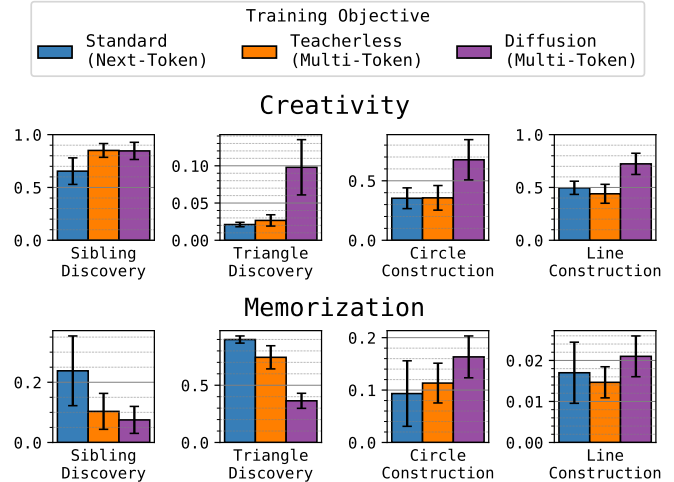 Training Objective
Standard
(Next-Token)
Teacherless
(Multi-Token)
Diffusion
(Multi-Token)
Creativity
1.0
0.5
0.0
Sibling
Discovery
0.10
0.05
0.00
Triangle
Discovery
0.5
0.0
Circle
Construction
1.0
0.5
0.0
Line
Construction
Memorization
0.2
0.0
Sibling
Discovery
0.5
0.0
Triangle
Discovery
0.2
0.1
0.0
Circle
Construction
0.02
0.01
0.00
Line
Construction